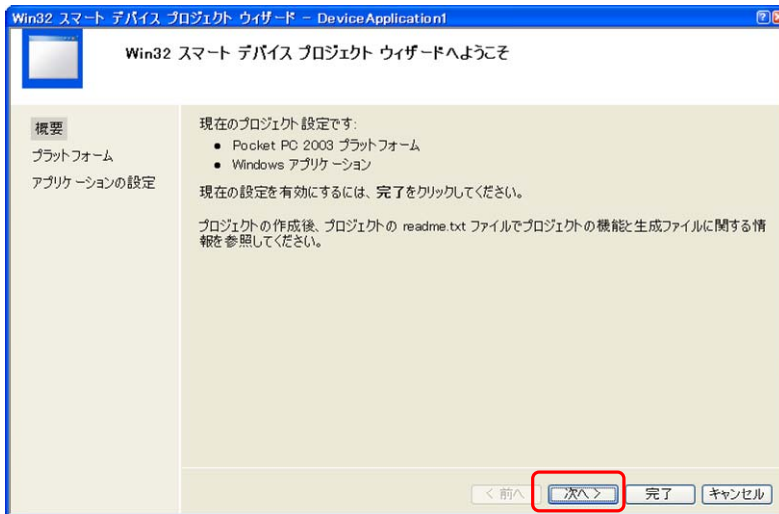 Win32 スマート デバイス プロジェクト ウィザード - DeviceApplication1
Win32 スマート デバイス プロジェクト ウィザードへようこそ
概要
プラットフォーム
アプリケーションの設定
現在のプロジェクト設定です:
● Pocket PC 2003 プラットフォーム
● Windows アプリケーション
現在の設定を有効にするには、完了をクリックしてください。
プロジェクトの作成後、プロジェクトの readme.txt ファイルでプロジェクトの機能と生成ファイルに関する情
報を参照してください。
< 前へ
次へ >
完了
キャンセル